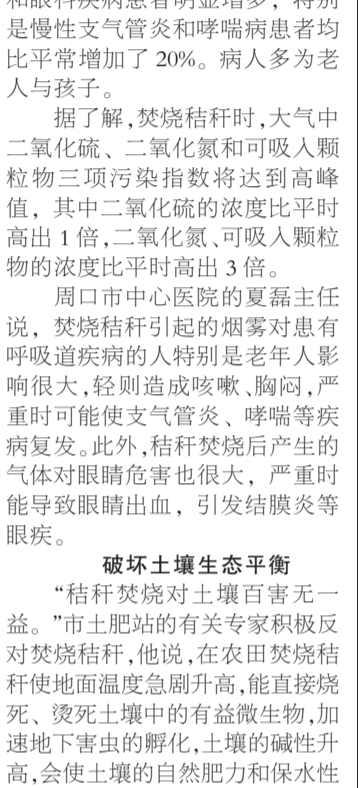 和眼科疾病患者明显增多，特别
是慢性支气管炎和哮喘病患者均
比平常增加了 20%。病人多为老
人与孩子。
据了解,焚烧秸秆时,大气中
二氧化硫、二氧化氮和可吸入颗
粒物三项污染指数将达到高峰
值，其中二氧化硫的浓度比平时
高出 1 倍,二氧化氮、可吸入颗粒
物的浓度比平时高出 3 倍。
周口市中心医院的夏磊主任
说，焚烧秸秆引起的烟雾对患有
呼吸道疾病的人特别是老年人影
响很大,轻则造成咳嗽、胸闷,严
重时可能使支气管炎、哮喘等疾
病复发。此外,秸秆焚烧后产生的
气体对眼睛危害也很大，严重时
能导致眼睛出血，引发结膜炎等
眼疾。
破坏土壤生态平衡
“秸秆焚烧对土壤百害无一
益。”市土肥站的有关专家积极反
对焚烧秸秆,他说,在农田焚烧秸
秆使地面温度急剧升高,能直接烧
死、烫死土壤中的有益微生物,加
速地下害虫的孵化,土壤的碱性升
高,会使土壤的自然肥力和保水性